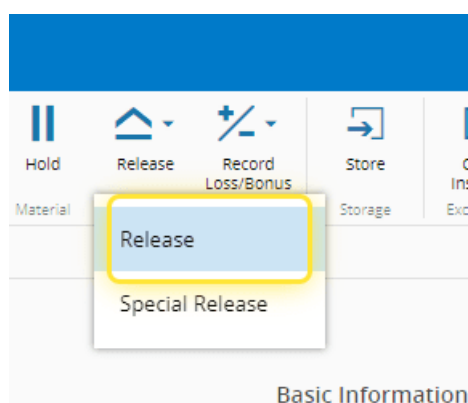 Hold
Release
Record
Loss/Bonus
Store
Material
Storage
Release
Special Release
Basic Information